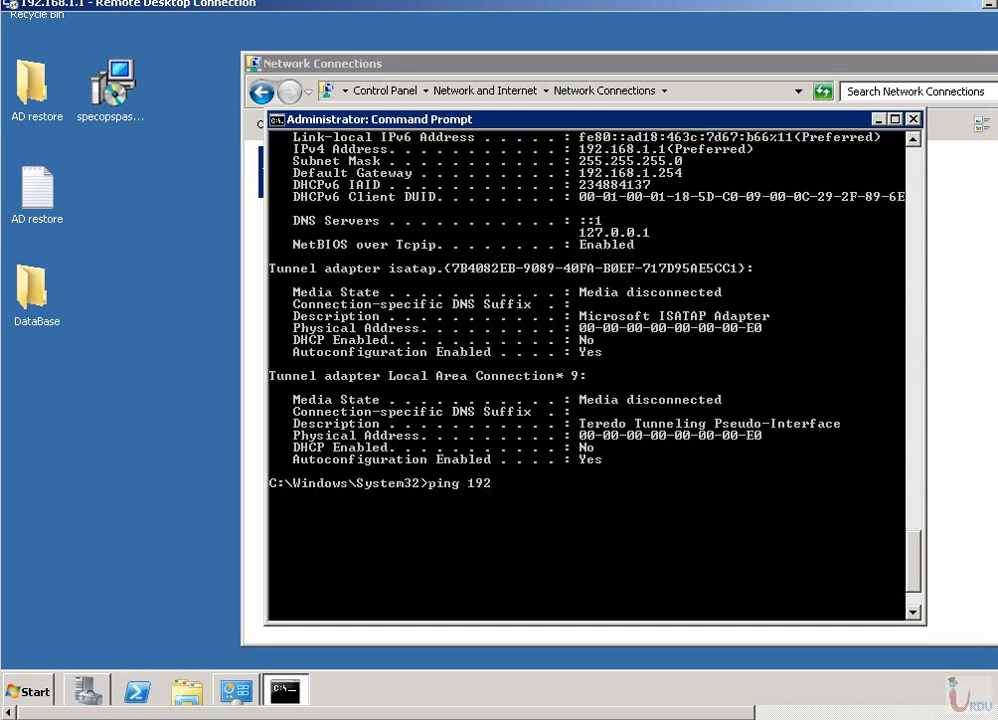 192.168.1.1 - Remote Desktop Connection
Recycle Bin
AD restore
specopspas...
AD restore
DataBase
Network Connections
Control Panel
Network and Internet
Network Connections
Search Network Connections
Administrator: Command Prompt
Link-local IPv6 Address . . . . . : fe80::ad18:463c:7d67:b66%11(Preferred)
IPv4 Address. . . . . . . . . . . : 192.168.1.1(Preferred)
Subnet Mask . . . . . . . . . . . : 255.255.255.0
Default Gateway . . . . . . . . . : 192.168.1.254
DHCPv6 IAID . . . . . . . . . . . : 234884137
DHCPv6 Client DUID. . . . . . . . : 00-01-00-01-18-5D-C0-09-00-0C-29-2F-89-6E
DNS Servers . . . . . . . . . . . : ::1
127.0.0.1
NetBIOS over Tcpip. . . . . . . . : Enabled
Tunnel adapter isatap.{7B4082EB-9089-40FA-B0EF-717D95AE5CC1}:
Media State . . . . . . . . . . . : Media disconnected
Connection-specific DNS Suffix  . :
Description . . . . . . . . . . . : Microsoft ISATAP Adapter
Physical Address. . . . . . . . . : 00-00-00-00-00-00-00-E0
DHCP Enabled. . . . . . . . . . . : No
Autoconfiguration Enabled . . . . : Yes
Tunnel adapter Local Area Connection* 9:
Media State . . . . . . . . . . . : Media disconnected
Connection-specific DNS Suffix  . :
Description . . . . . . . . . . . : Teredo Tunneling Pseudo-Interface
Physical Address. . . . . . . . . : 00-00-00-00-00-00-00-E0
DHCP Enabled. . . . . . . . . . . : No
Autoconfiguration Enabled . . . . : Yes
C:\Windows\System32>ping 192
Start
URDU